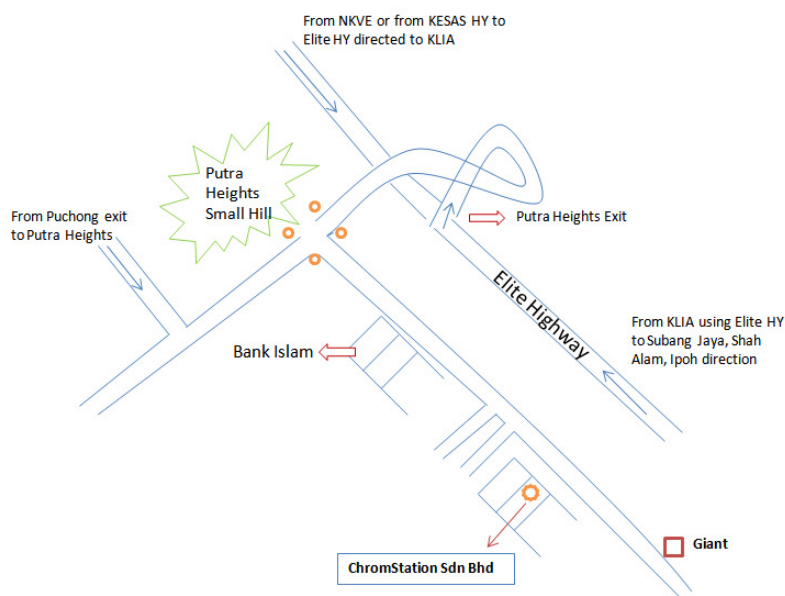 From NKVE or from KESAS HY to
Elite HY directed to KLIA
Putra
Heights
Small Hill
From Puchong exit
to Putra Heights
Putra Heights Exit
Elite Highway
From KLIA using Elite HY
to Subang Jaya, Shah
Alam, Ipoh direction
Bank Islam
Giant
ChromStation Sdn Bhd